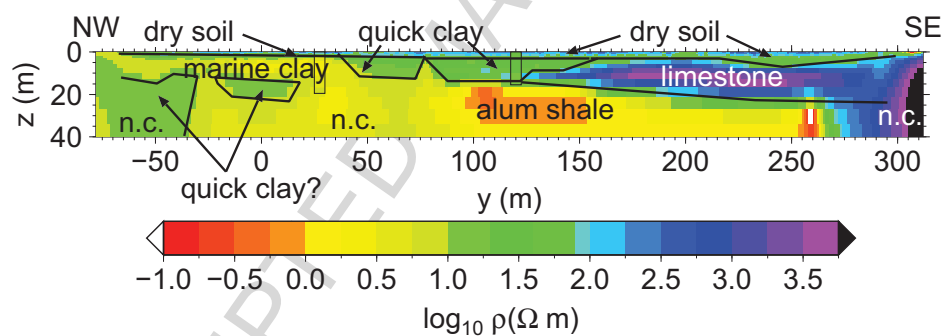 NW dry soil quick clay dry soil SE
0 marine clay limestone
20 alum shale
40 n.c. n.c. n.c.
z (m)
−50 0 50 100 150 200 250 300
quick clay? y (m)
−1.0 −0.5 0.0 0.5 1.0 1.5 2.0 2.5 3.0 3.5
log₁₀ ρ(Ω m)